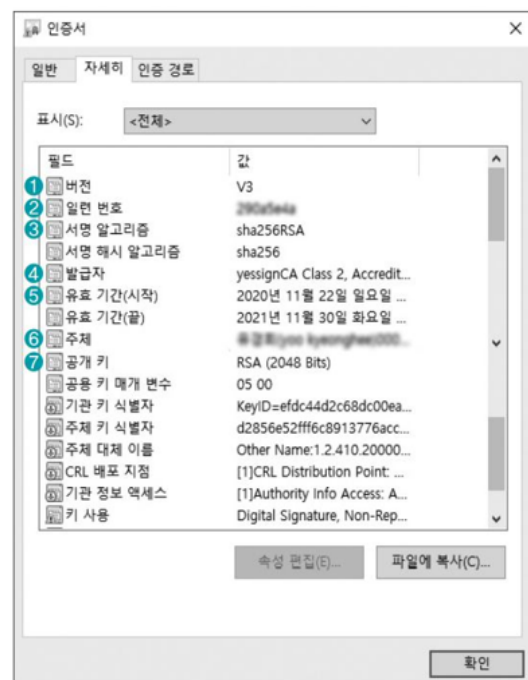 인증서
일반 자세히 인증 경로
표시(S): <전체>
필드 값
1 버전 V3
2 일련 번호
3 서명 알고리즘 sha256RSA
서명 해시 알고리즘 sha256
4 발급자 yessignCA Class 2, Accredit...
5 유효 기간(시작) 2020년 11월 22일 일요일 ...
유효 기간(끝) 2021년 11월 30일 화요일 ...
6 주체
7 공개 키 RSA (2048 Bits)
공용 키 매개 변수 05 00
기관 키 식별자 KeyID=efdc44d2c68dc00ea...
주체 키 식별자 d2856e52fff6c8913776acc...
주체 대체 이름 Other Name:1.2.410.20000...
CRL 배포 지점 [1]CRL Distribution Point: ...
기관 정보 액세스 [1]Authority Info Access: A...
키 사용 Digital Signature, Non-Rep...
속성 편집(E)... 파일에 복사(C)...
확인